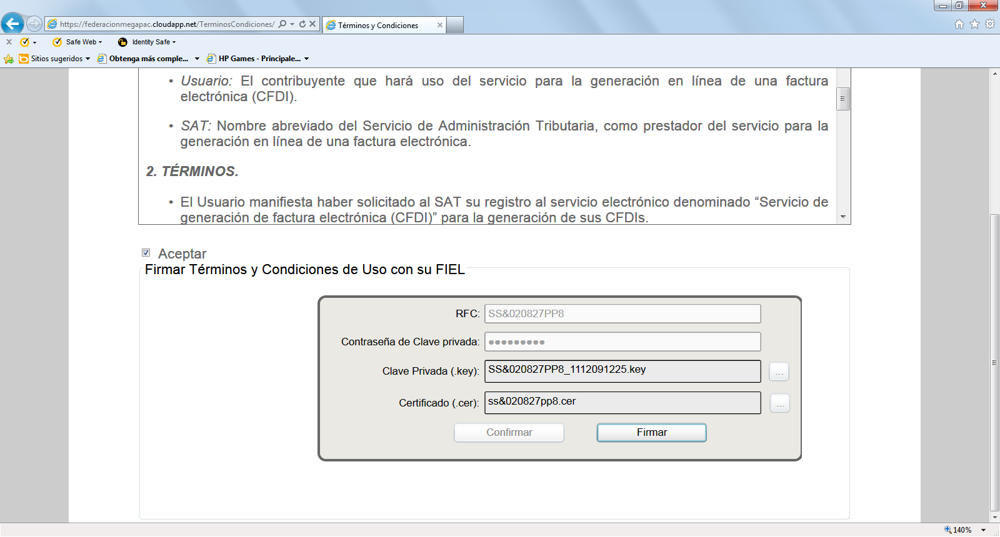 https://federacionmegapac.cloudapp.net/TerminosCondiciones/
Términos y Condiciones
Safe Web
Identity Safe
Sitios sugeridos
Obtenga más comple...
HP Games - Principale...
• Usuario: El contribuyente que hará uso del servicio para la generación en línea de una factura
electrónica (CFDI).
• SAT: Nombre abreviado del Servicio de Administración Tributaria, como prestador del servicio para la
generación en línea de una factura electrónica.
2. TÉRMINOS.
• El Usuario manifiesta haber solicitado al SAT su registro al servicio electrónico denominado “Servicio de
generación de factura electrónica (CFDI)” para la generación de sus CFDIs.
Aceptar
Firmar Términos y Condiciones de Uso con su FIEL
RFC: SS&020827PP8
Contraseña de Clave privada: ●●●●●●●●●
Clave Privada (.key): SS&020827PP8_1112091225.key ...
Certificado (.cer): ss&020827pp8.cer ...
Confirmar Firmar
140%